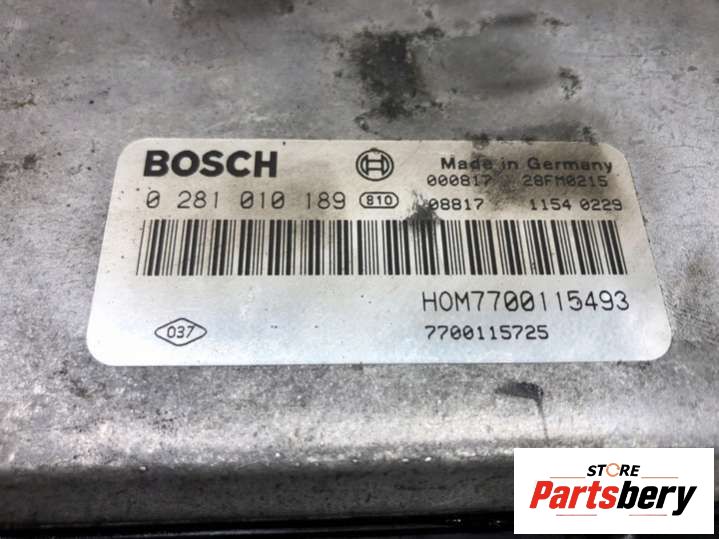 BOSCH
Made in Germany
000817 28FM0215
0 281 010 189 810
08817 1154 0229
HOM7700115493
037
7700115725
STORE
Partsbery